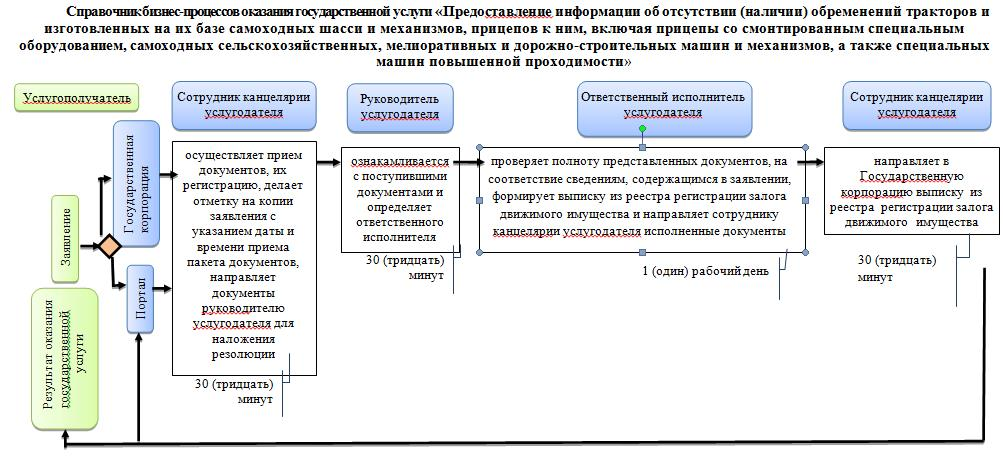 Справочник бизнес-процессов оказания государственной услуги «Предоставление информации об отсутствии (наличии) обременений тракторов и
изготовленных на их базе самоходных шасси и механизмов, прицепов к ним, включая прицепы со смонтированным специальным
оборудованием, самоходных сельскохозяйственных, мелиоративных и дорожно-строительных машин и механизмов, а также специальных
машин повышенной проходимости»
Услугополучатель
Сотрудник канцелярии
услугодателя
Руководитель
услугодателя
Ответственный исполнитель
услугодателя
Сотрудник канцелярии
услугодателя
Заявление
Государственная
корпорация
Портал
Результат оказания
государственной
услуги
осуществляет прием
документов, их
регистрацию, делает
отметку на копии
заявления с
указанием даты и
времени приема
пакета документов,
направляет
документы
руководителю
услугодателя для
наложения
резолюции
30 (тридцать)
минут
ознакамливается
с поступившими
документами и
определяет
ответственного
исполнителя
30 (тридцать)
минут
проверяет полноту представленных документов, на
соответствие сведениям, содержащимся в заявлении,
формирует выписку из реестра регистрации залога
движимого имущества и направляет сотруднику
канцелярии услугодателя исполненные документы
1 (один) рабочий день
направляет в
Государственную
корпорацию выписку из
реестра регистрации залога
движимого имущества
30 (тридцать)
минут